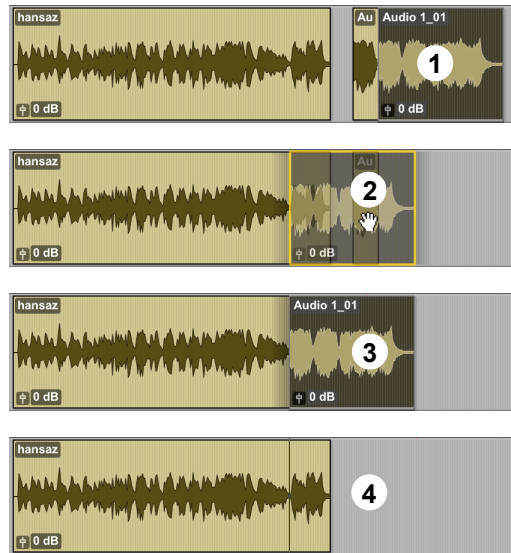 hansaz Au Audio 1_01
1
0 dB 0 dB
hansaz Au
2
0 dB 0 dB
hansaz Audio 1_01
3
0 dB 0 dB
hansaz
4
0 dB